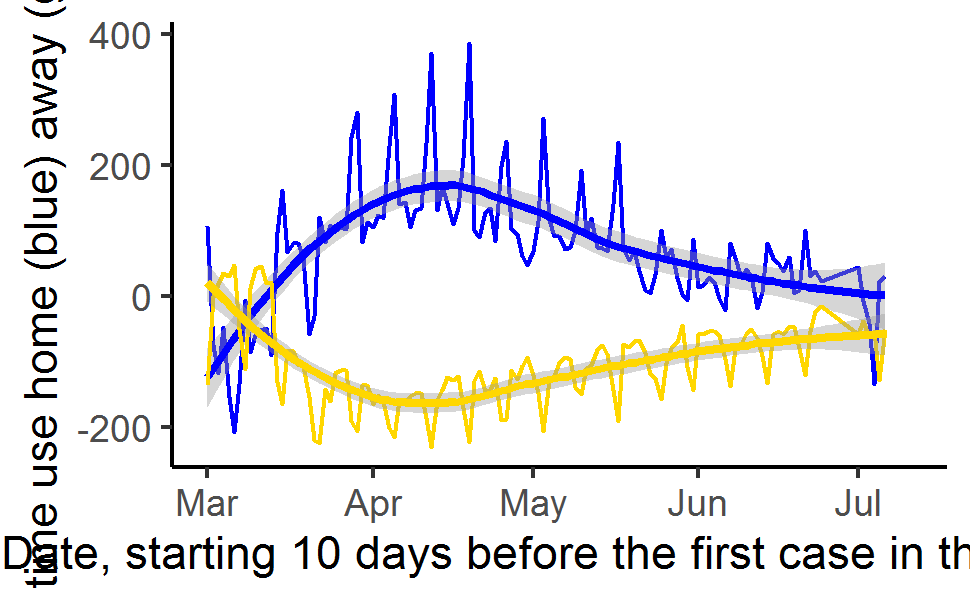 time use home (blue) away (
400
200
0
-200
Mar Apr May Jun Jul
Date, starting 10 days before the first case in th